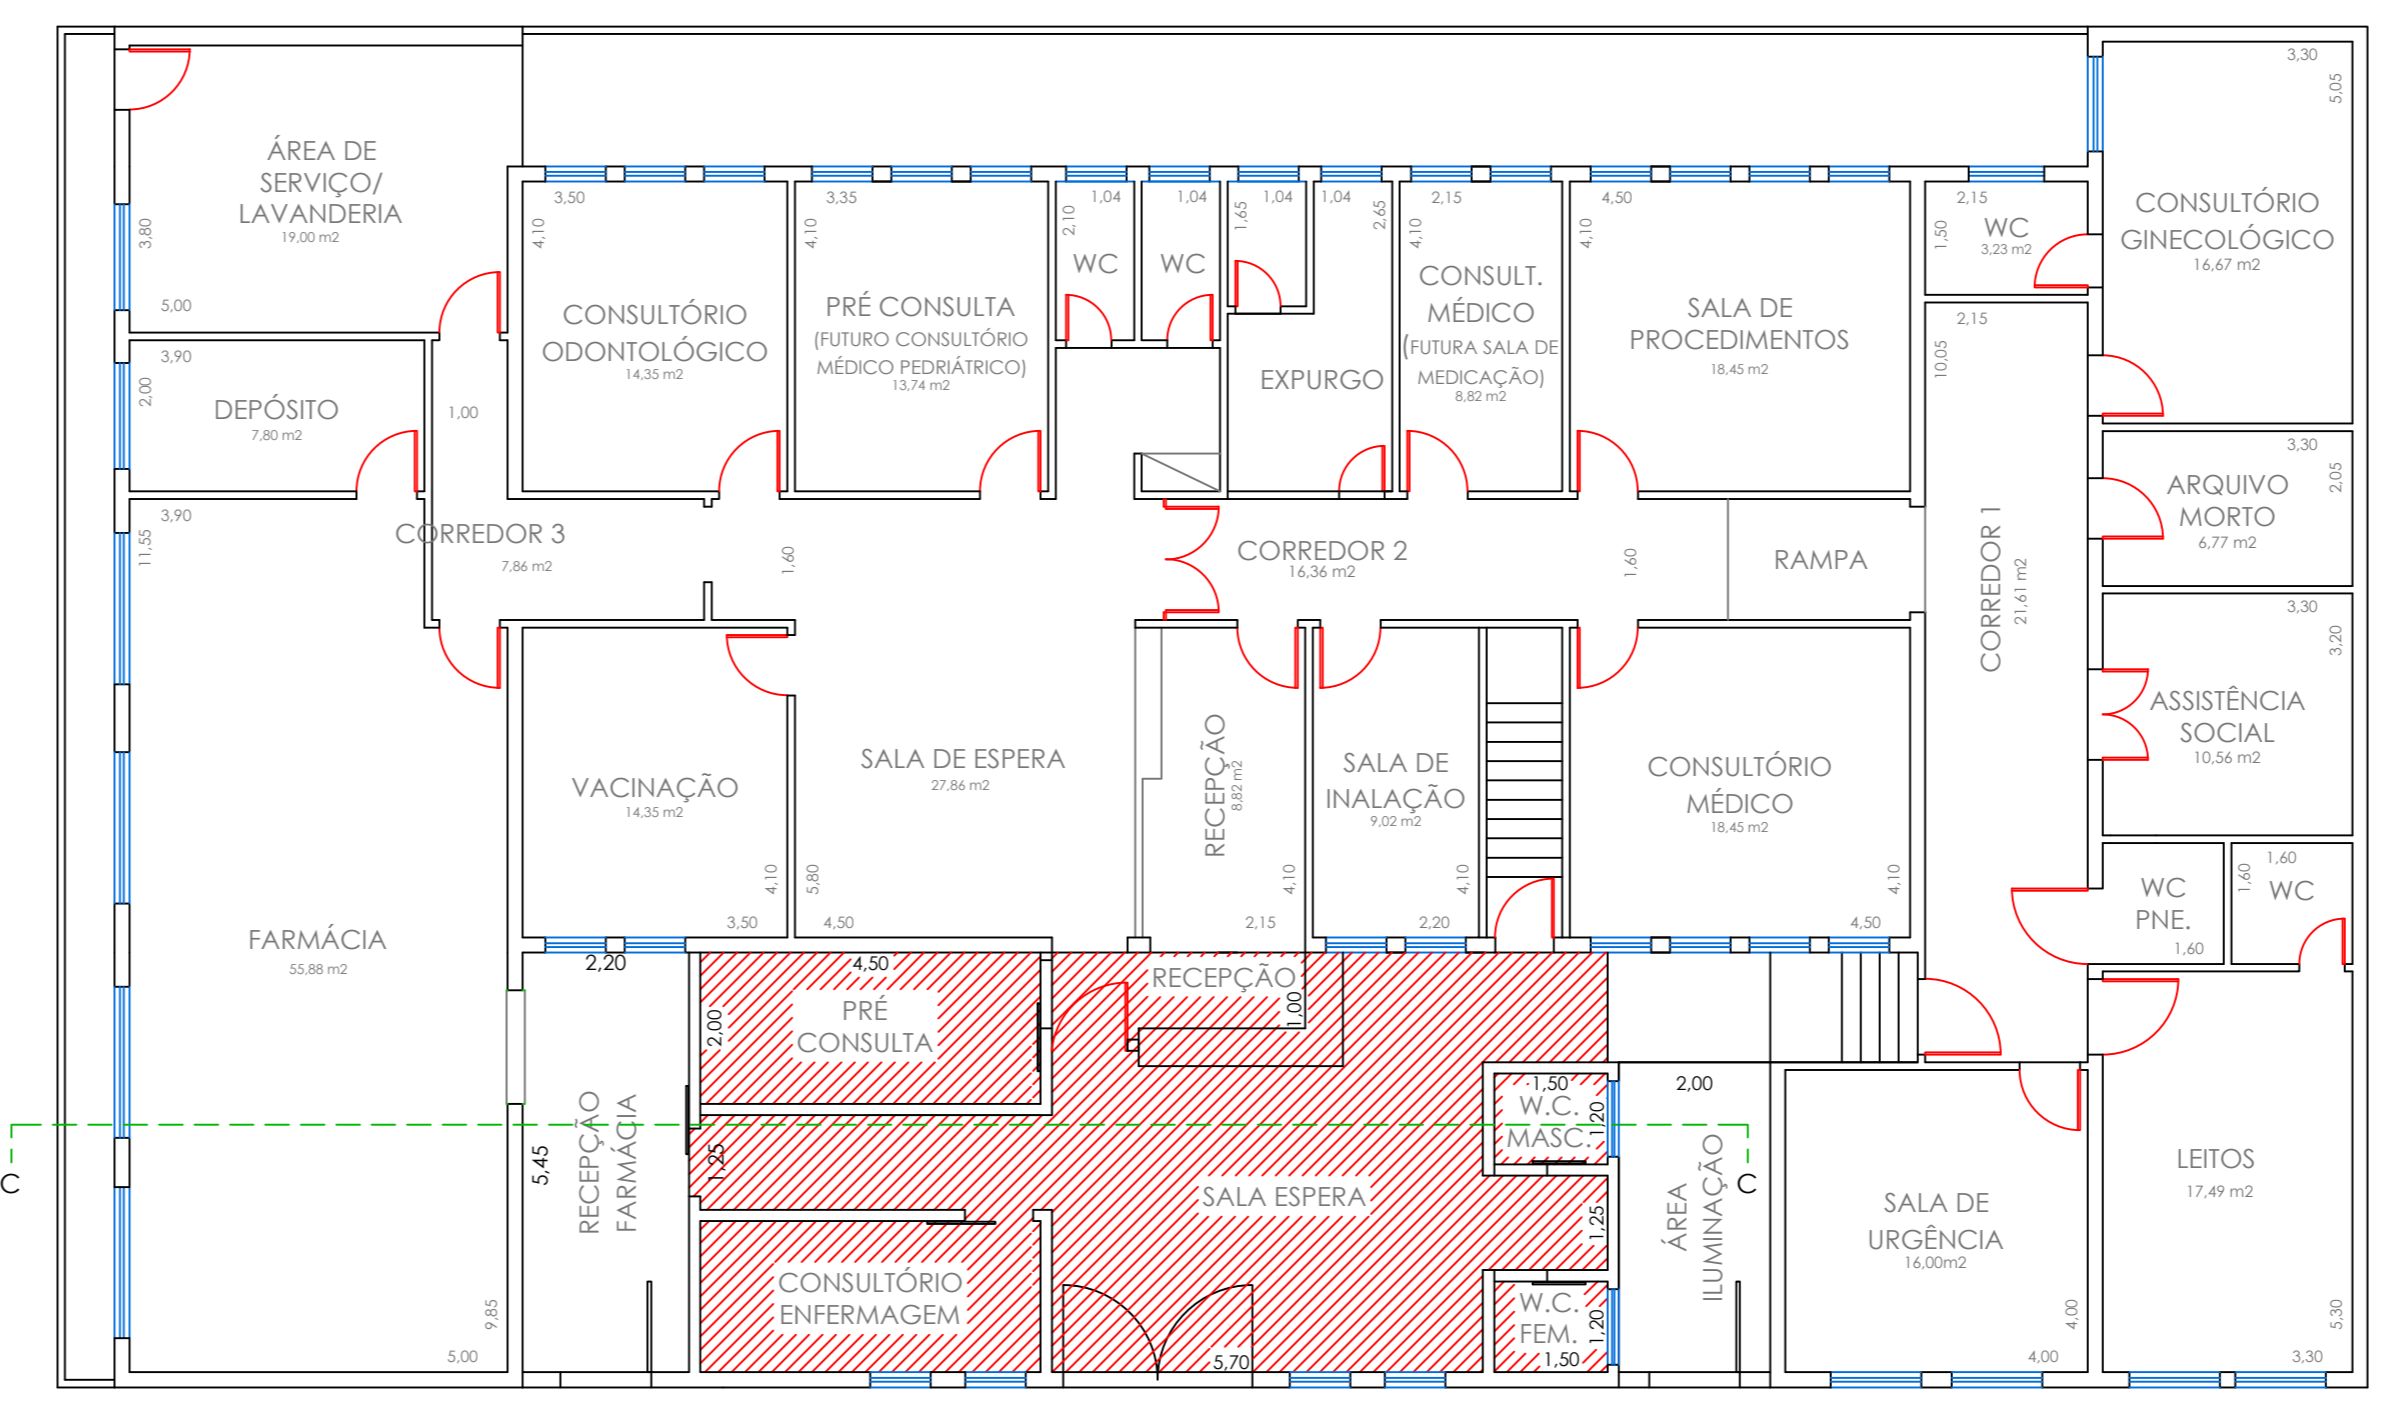 ÁREA DE
SERVIÇO/
LAVANDERIA
19,00 m2
3,80
5,00
3,90
2,00
DEPÓSITO
7,80 m2
1,00
3,50
4,10
CONSULTÓRIO
ODONTOLÓGICO
14,35 m2
3,35
4,10
PRÉ CONSULTA
(FUTURO CONSULTÓRIO
MÉDICO PEDRIÁTRICO)
13,74 m2
1,04
2,10
WC
1,04
WC
1,04
1,65
1,04
2,65
EXPURGO
2,15
4,10
CONSULT.
MÉDICO
(FUTURA SALA DE
MEDICAÇÃO)
8,82 m2
4,50
4,10
SALA DE
PROCEDIMENTOS
18,45 m2
2,15
1,50
WC
3,23 m2
3,30
5,05
CONSULTÓRIO
GINECOLÓGICO
16,67 m2
2,15
10,05
CORREDOR 1
21,61 m2
3,30
2,05
ARQUIVO
MORTO
6,77 m2
3,30
3,20
ASSISTÊNCIA
SOCIAL
10,56 m2
3,90
11,55
CORREDOR 3
7,86 m2
1,60
CORREDOR 2
16,36 m2
1,60
RAMPA
FARMÁCIA
55,88 m2
9,85
5,00
VACINAÇÃO
14,35 m2
4,10
3,50
SALA DE ESPERA
27,86 m2
5,80
4,50
RECEPÇÃO
8,82 m2
4,10
2,15
SALA DE
INALAÇÃO
9,02 m2
4,10
2,20
CONSULTÓRIO
MÉDICO
18,45 m2
4,10
4,50
WC
PNE.
1,60
1,60
1,60
WC
2,20
5,45
RECEPÇÃO
FARMÁCIA
4,50
2,00
PRÉ
CONSULTA
RECEPÇÃO
1,00
1,25
SALA ESPERA
5,70
CONSULTÓRIO
ENFERMAGEM
1,50
W.C.
MASC.
1,20
1,25
W.C.
FEM.
1,20
1,50
2,00
ÁREA
ILUMINAÇÃO
SALA DE
URGÊNCIA
16,00m2
4,00
4,00
LEITOS
17,49 m2
5,30
3,30
C
C